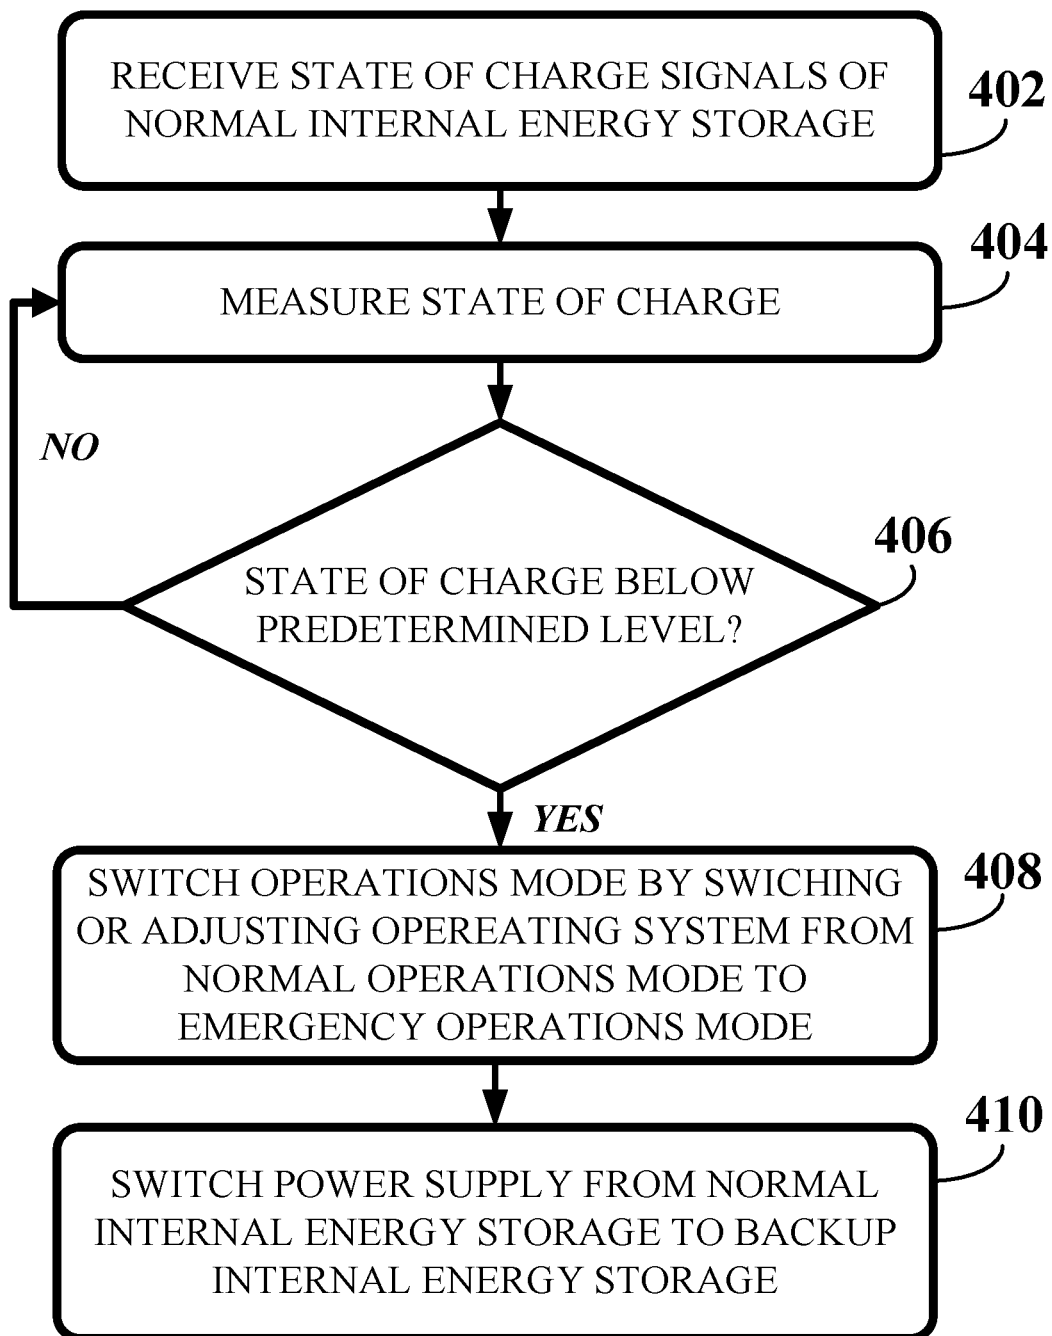 RECEIVE STATE OF CHARGE SIGNALS OF
NORMAL INTERNAL ENERGY STORAGE
402
404
MEASURE STATE OF CHARGE
NO
406
STATE OF CHARGE BELOW
PREDETERMINED LEVEL?
YES
408
SWITCH OPERATIONS MODE BY SWICHING
OR ADJUSTING OPEREATING SYSTEM FROM
NORMAL OPERATIONS MODE TO
EMERGENCY OPERATIONS MODE
410
SWITCH POWER SUPPLY FROM NORMAL
INTERNAL ENERGY STORAGE TO BACKUP
INTERNAL ENERGY STORAGE